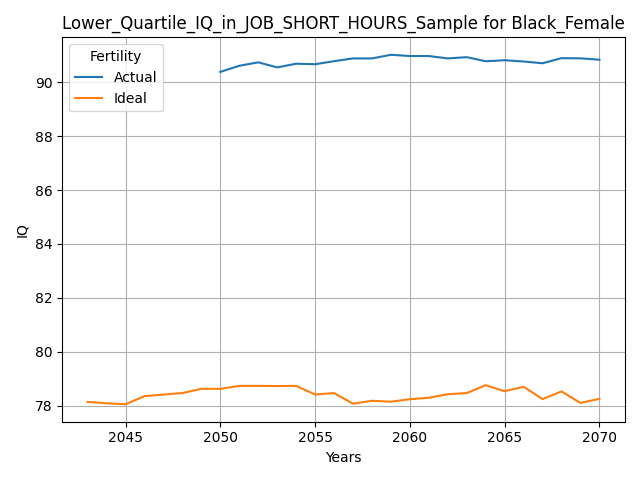 Lower_Quartile_IQ_in_JOB_SHORT_HOURS_Sample for Black_Female
Fertility
Actual
Ideal
90
88
86
84
82
80
78
IQ
2045 2050 2055 2060 2065 2070
Years